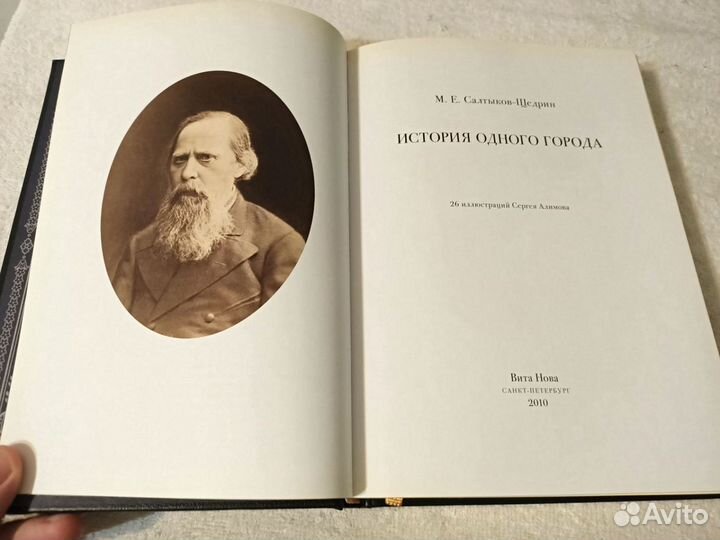 М. Е. Салтыков-Щедрин
ИСТОРИЯ ОДНОГО ГОРОДА
26 иллюстраций Сергея Алимова
Вита Нова
САНКТ-ПЕТЕРБУРГ
2010
Avito